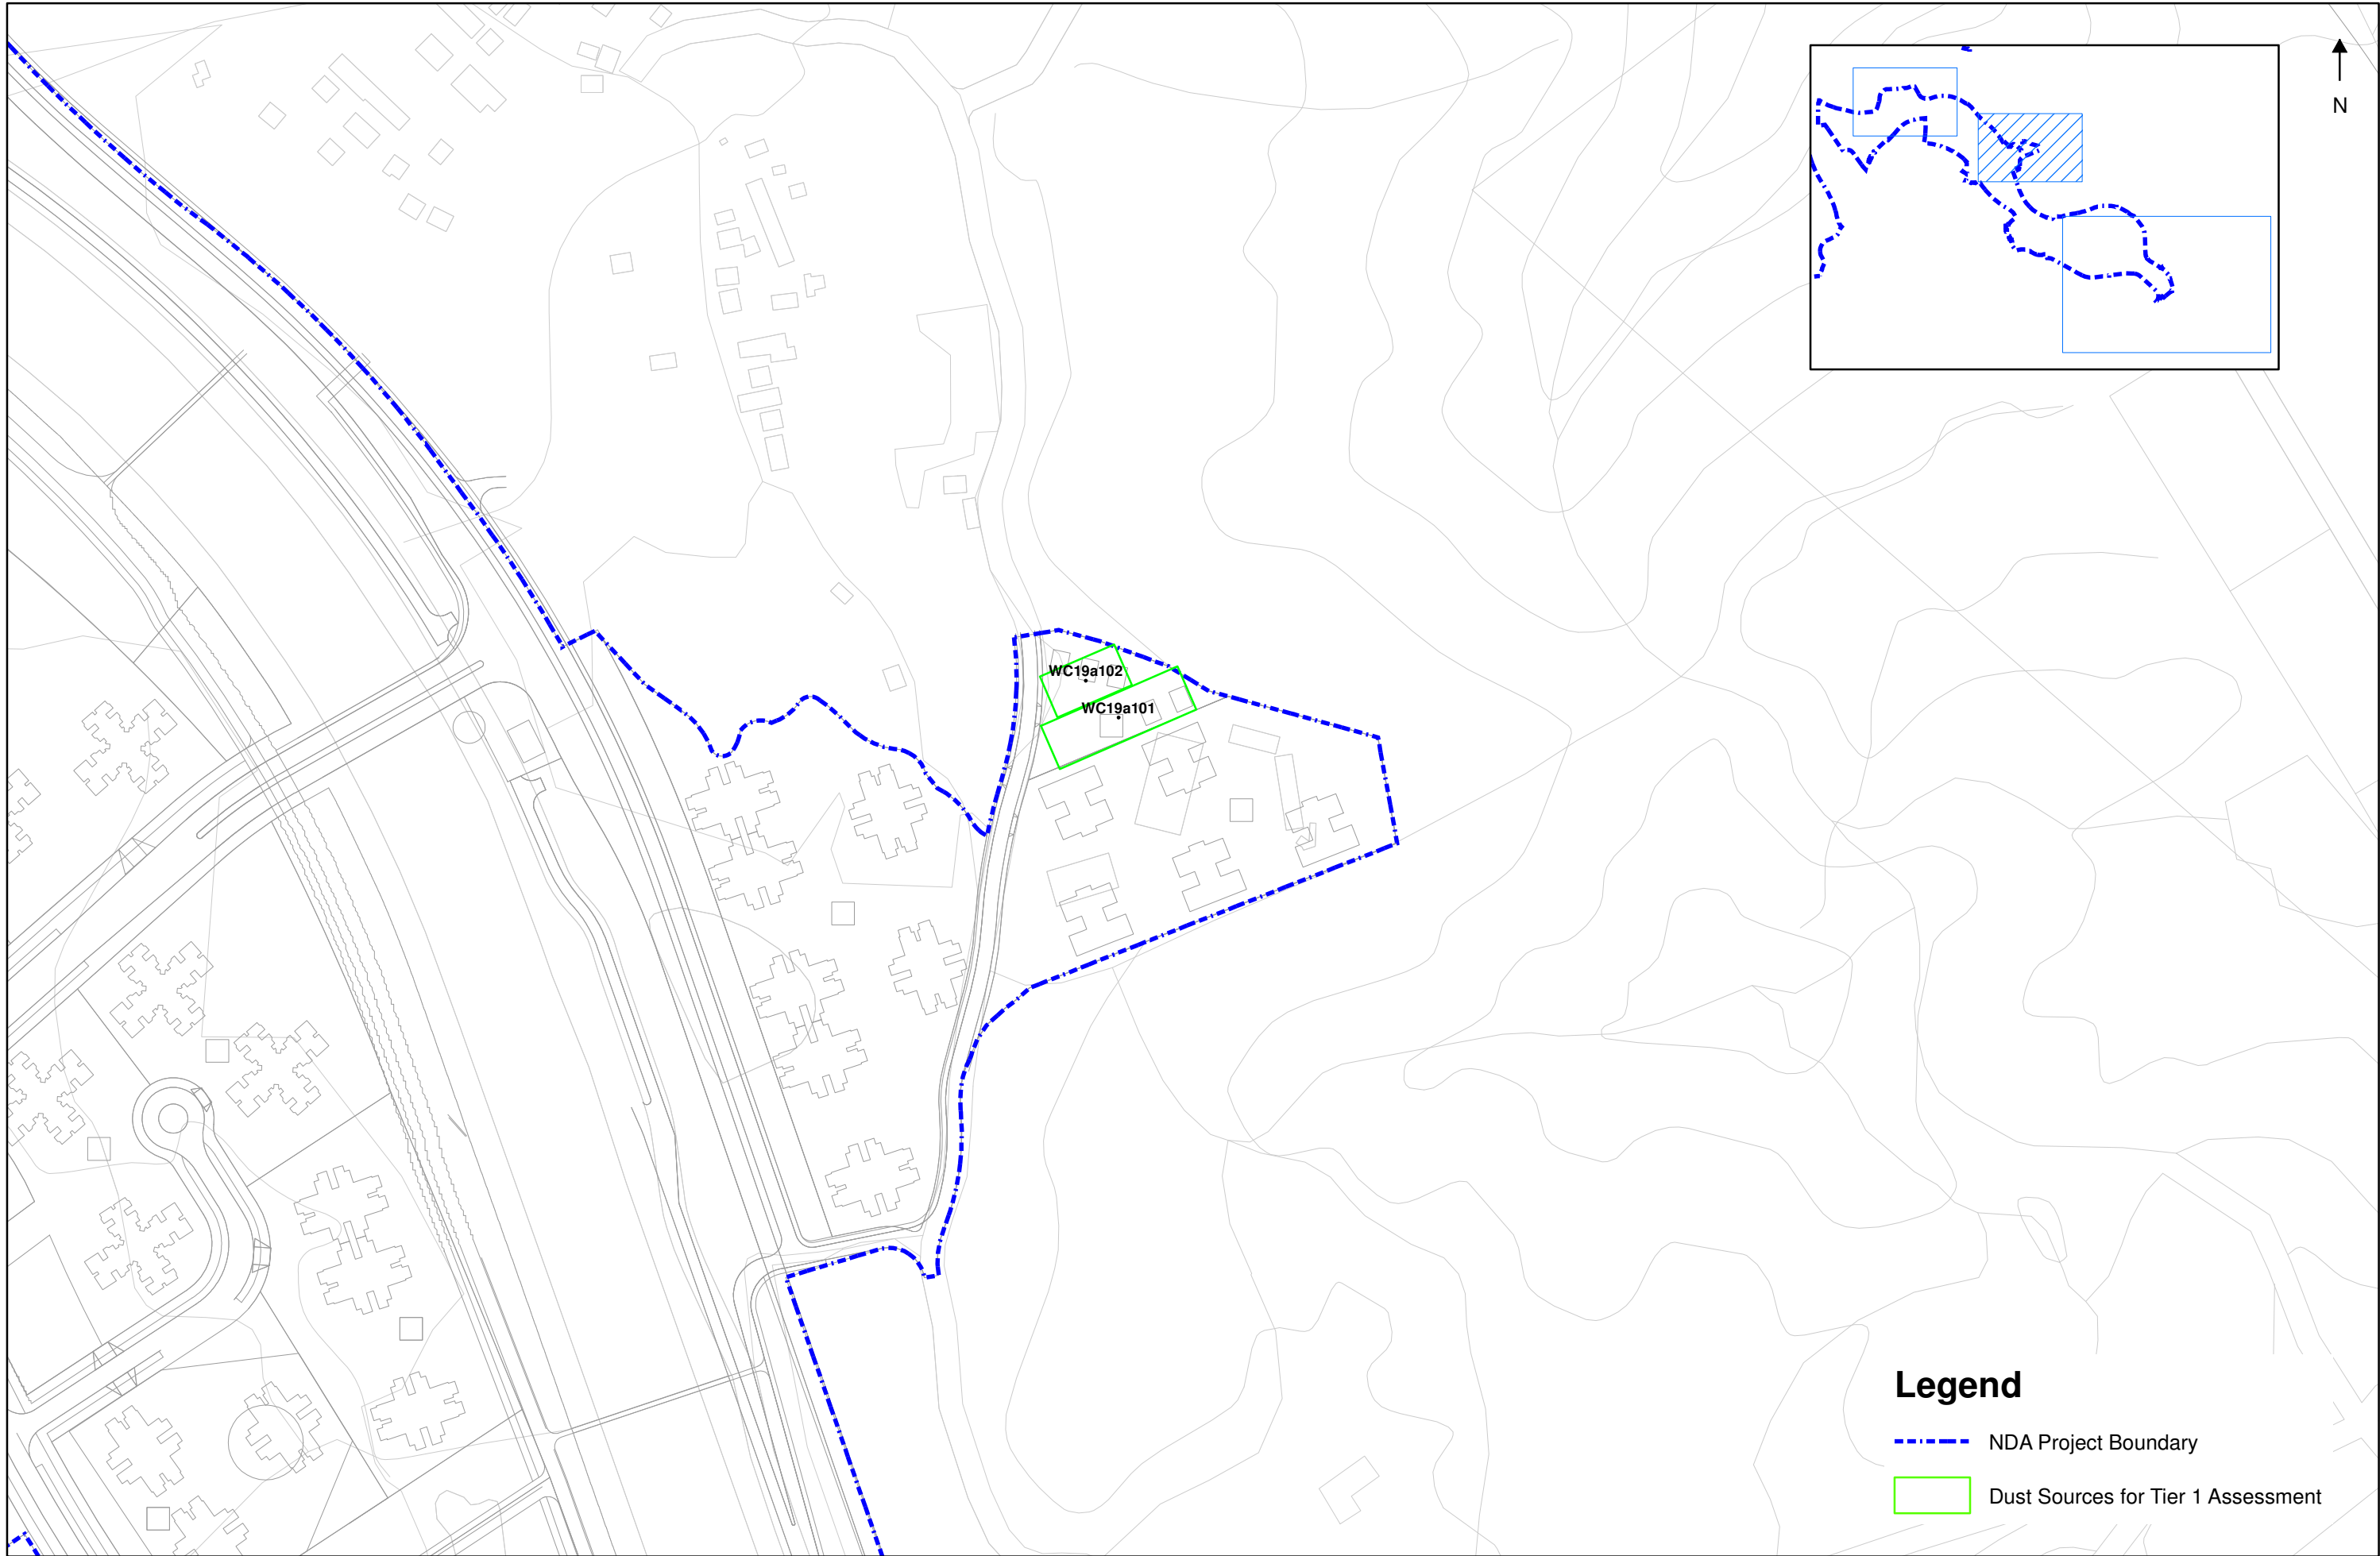 N
WC19a102
WC19a101
Legend
NDA Project Boundary
Dust Sources for Tier 1 Assessment